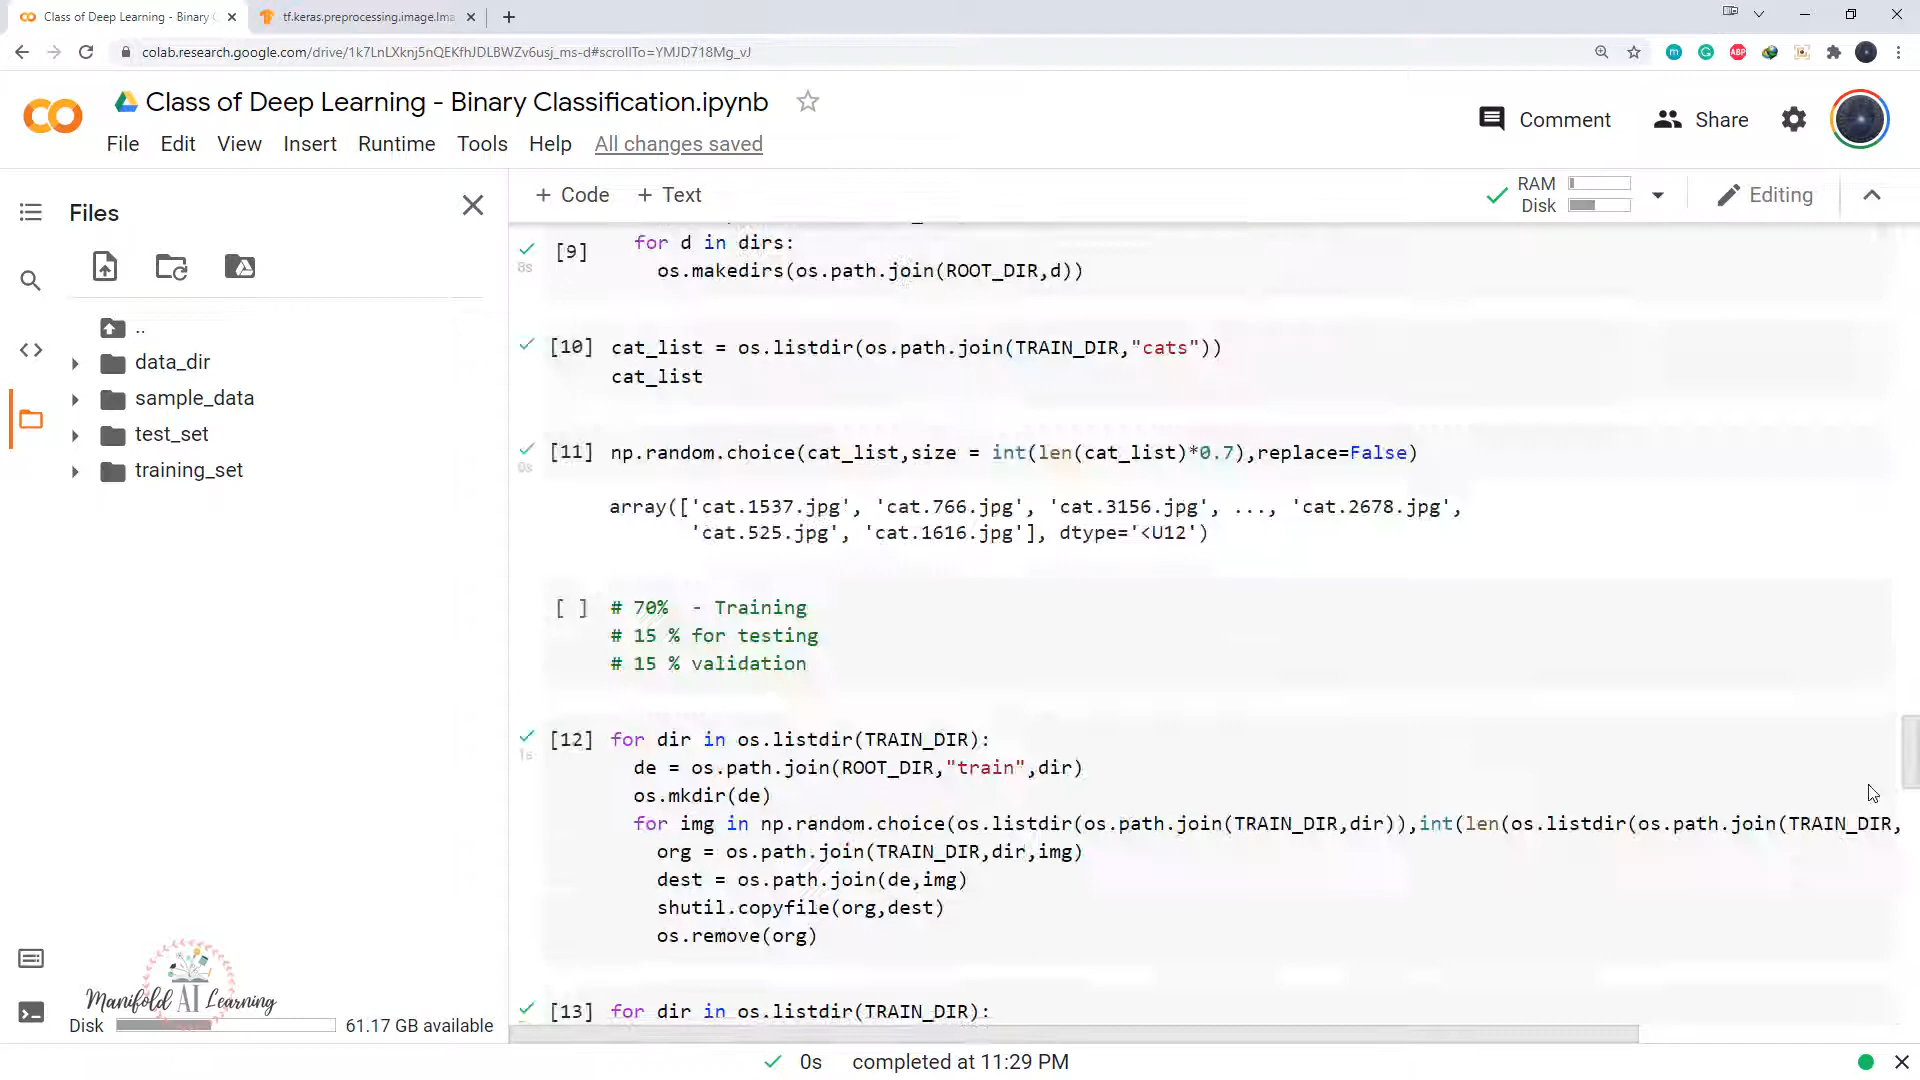 Class of Deep Learning - Binary C
tf.keras.preprocessing.image.Ima
colab.research.google.com/drive/1k7LnLXknj5nQEKfhJDLBWZv6usj_ms-d#scrollTo=YMJD718Mg_vJ
ABP
Class of Deep Learning - Binary Classification.ipynb
Comment
Share
File Edit View Insert Runtime Tools Help All changes saved
Files
+ Code + Text
RAM
Disk
Editing
..
data_dir
sample_data
test_set
training_set
[9] for d in dirs:
8s
os.makedirs(os.path.join(ROOT_DIR,d))
[10] cat_list = os.listdir(os.path.join(TRAIN_DIR,"cats"))
cat_list
[11] np.random.choice(cat_list,size = int(len(cat_list)*0.7),replace=False)
0s
array(['cat.1537.jpg', 'cat.766.jpg', 'cat.3156.jpg', ..., 'cat.2678.jpg',
'cat.525.jpg', 'cat.1616.jpg'], dtype='<U12')
[ ] # 70% - Training
# 15 % for testing
# 15 % validation
[12] for dir in os.listdir(TRAIN_DIR):
1s
de = os.path.join(ROOT_DIR,"train",dir)
os.mkdir(de)
for img in np.random.choice(os.listdir(os.path.join(TRAIN_DIR,dir)),int(len(os.listdir(os.path.join(TRAIN_DIR,
org = os.path.join(TRAIN_DIR,dir,img)
dest = os.path.join(de,img)
shutil.copyfile(org,dest)
os.remove(org)
[13] for dir in os.listdir(TRAIN_DIR):
Manifold AI Learning
Disk 61.17 GB available
0s completed at 11:29 PM